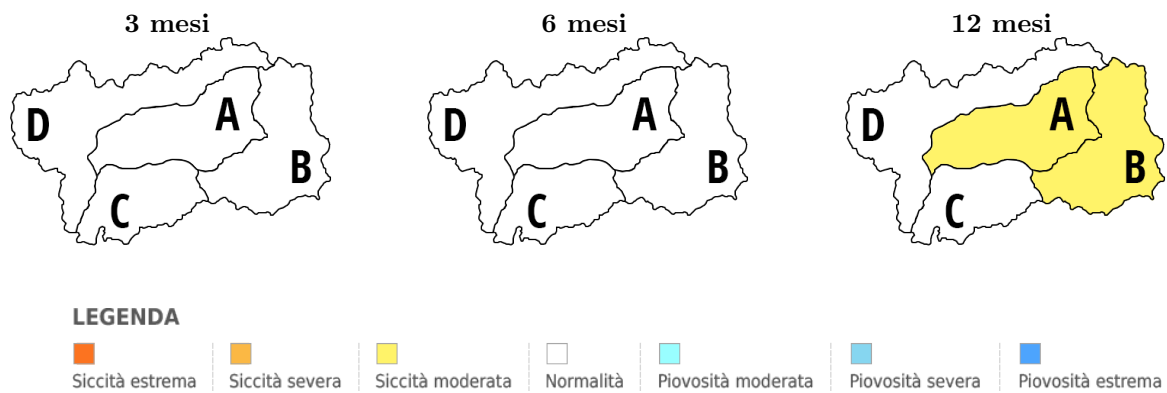 3 mesi
6 mesi
12 mesi
A
D
B
C
A
D
B
C
A
D
B
C
LEGENDA
Siccità estrema
Siccità severa
Siccità moderata
Normalità
Piovosità moderata
Piovosità severa
Piovosità estrema